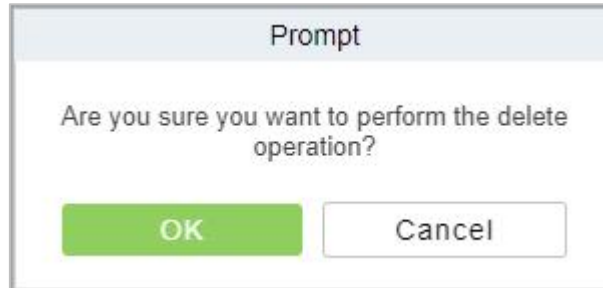 Prompt
Are you sure you want to perform the delete
operation?
OK
Cancel